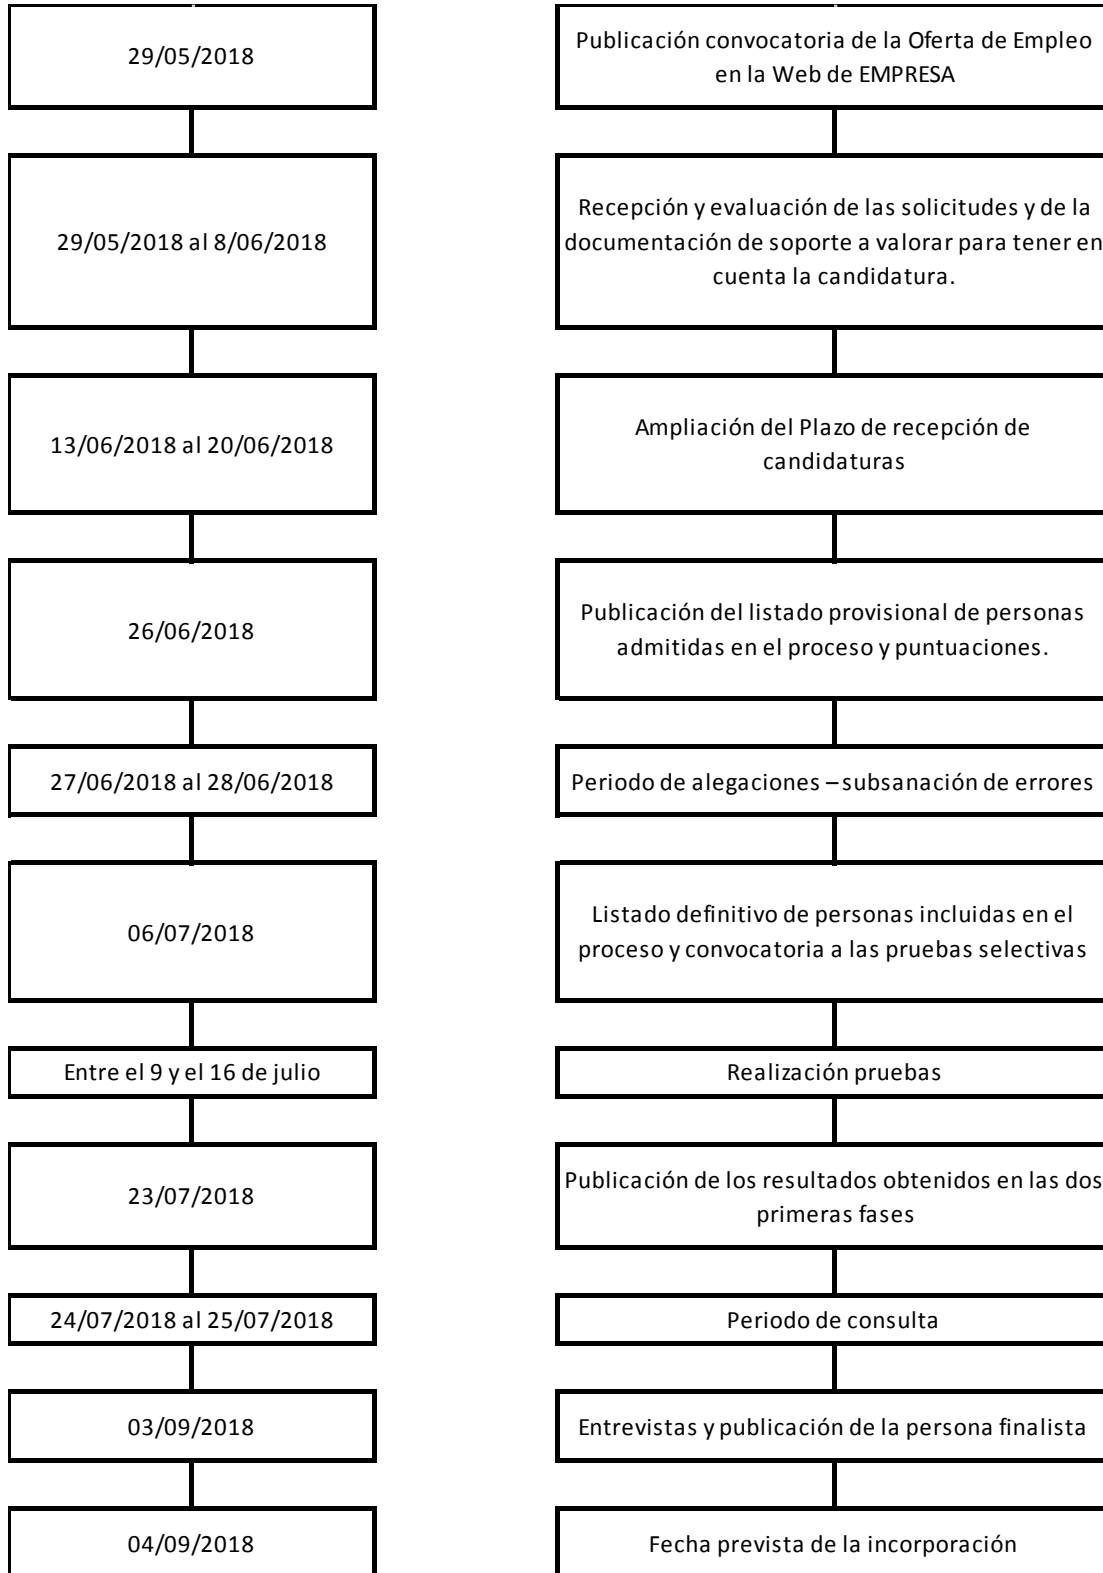 29/05/2018
Publicación convocatoria de la Oferta de Empleo
en la Web de EMPRESA
29/05/2018 al 8/06/2018
Recepción y evaluación de las solicitudes y de la
documentación de soporte a valorar para tener en
cuenta la candidatura.
13/06/2018 al 20/06/2018
Ampliación del Plazo de recepción de
candidaturas
26/06/2018
Publicación del listado provisional de personas
admitidas en el proceso y puntuaciones.
27/06/2018 al 28/06/2018
Periodo de alegaciones – subsanación de errores
06/07/2018
Listado definitivo de personas incluidas en el
proceso y convocatoria a las pruebas selectivas
Entre el 9 y el 16 de julio
Realización pruebas
23/07/2018
Publicación de los resultados obtenidos en las dos
primeras fases
24/07/2018 al 25/07/2018
Periodo de consulta
03/09/2018
Entrevistas y publicación de la persona finalista
04/09/2018
Fecha prevista de la incorporación